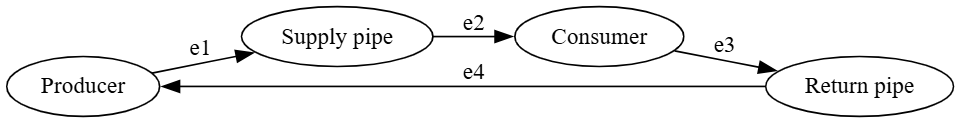 Producer
e1
Supply pipe
e2
Consumer
e3
Return pipe
e4